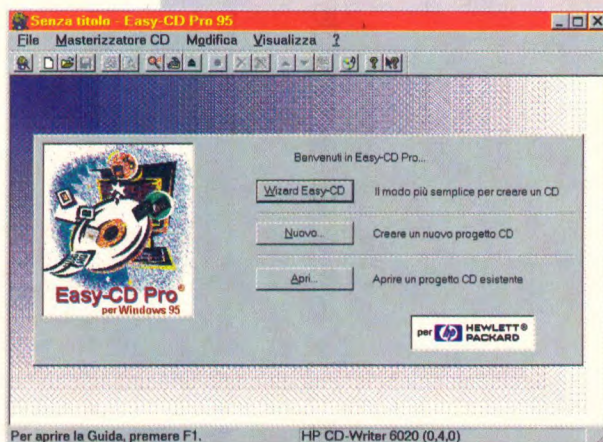 Senza titolo - Easy-CD Pro 95
File Masterizzatore CD Modifica Visualizza ?
Benvenuti in Easy-CD Pro...
Wizard Easy-CD Il modo più semplice per creare un CD
Nuovo... Creare un nuovo progetto CD
Apri... Aprire un progetto CD esistente
Easy-CD Pro®
per Windows 95
per hp HEWLETT® PACKARD
Per aprire la Guida, premere F1. HP CD-Writer 6020 (0,4,0)